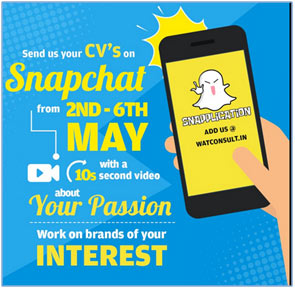 Send us your CV's on
Snapchat
from 2ND-6TH
MAY
with a
10s second video
about
Your Passion
Work on brands of your
INTEREST
SNAPPLICATION
ADD US @
WATCONSULT.IN